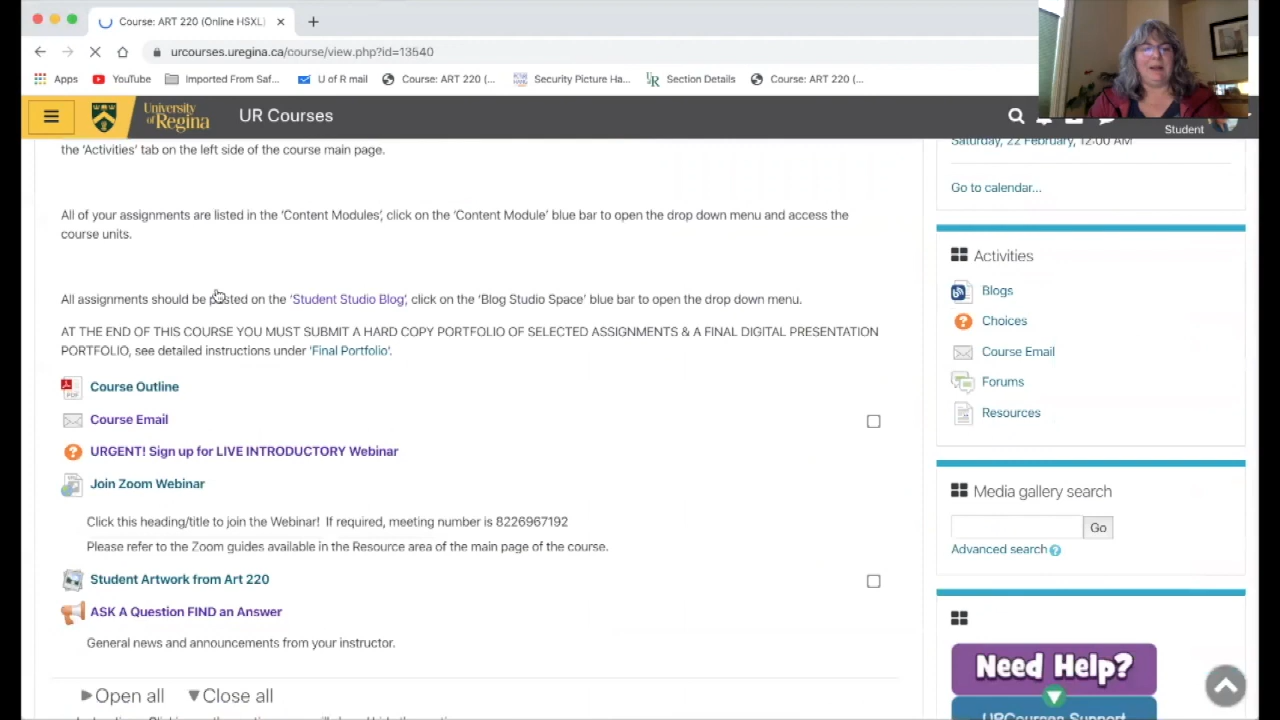 Course: ART 220 (Online HSXL)
urcourses.uregina.ca/course/view.php?id=13540
Apps YouTube Imported From Saf... U of R mail Course: ART 220 (... Security Picture Ha... Section Details Course: ART 220 (...
University of Regina
UR Courses
Student
the 'Activities' tab on the left side of the course main page.
All of your assignments are listed in the 'Content Modules', click on the 'Content Module' blue bar to open the drop down menu and access the
course units.
All assignments should be posted on the 'Student Studio Blog', click on the 'Blog Studio Space' blue bar to open the drop down menu.
AT THE END OF THIS COURSE YOU MUST SUBMIT A HARD COPY PORTFOLIO OF SELECTED ASSIGNMENTS & A FINAL DIGITAL PRESENTATION
PORTFOLIO, see detailed instructions under 'Final Portfolio'.
Course Outline
Course Email
URGENT! Sign up for LIVE INTRODUCTORY Webinar
Join Zoom Webinar
Click this heading/title to join the Webinar! If required, meeting number is 8226967192
Please refer to the Zoom guides available in the Resource area of the main page of the course.
Student Artwork from Art 220
ASK A Question FIND an Answer
General news and announcements from your instructor.
Open all Close all
Saturday, 22 February, 12:00 AM
Go to calendar...
Activities
Blogs
Choices
Course Email
Forums
Resources
Media gallery search
Go
Advanced search
Need Help?
URCourses Support